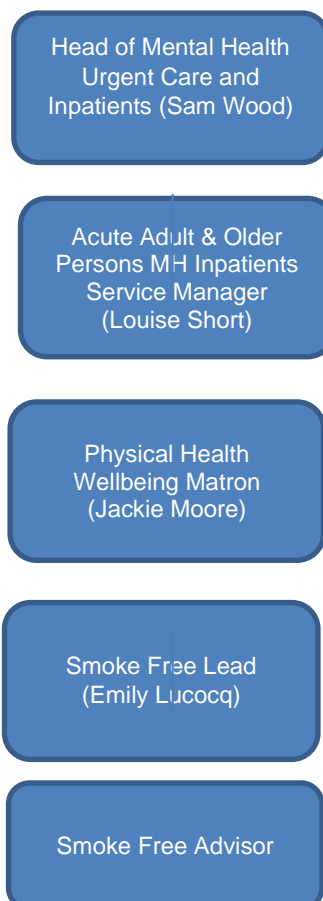 Head of Mental Health
Urgent Care and
Inpatients (Sam Wood)
Acute Adult & Older
Persons MH Inpatients
Service Manager
(Louise Short)
Physical Health
Wellbeing Matron
(Jackie Moore)
Smoke Free Lead
(Emily Lucocq)
Smoke Free Advisor